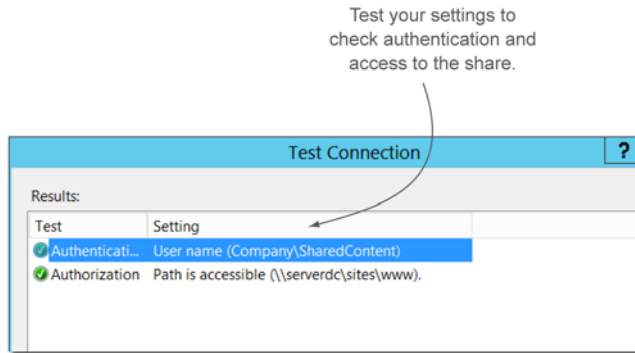 Test your settings to
check authentication and
access to the share.
Test Connection ?
Results:
Test Setting
Authenticati... User name (Company\SharedContent)
Authorization Path is accessible (\\serverdc\sites\www).